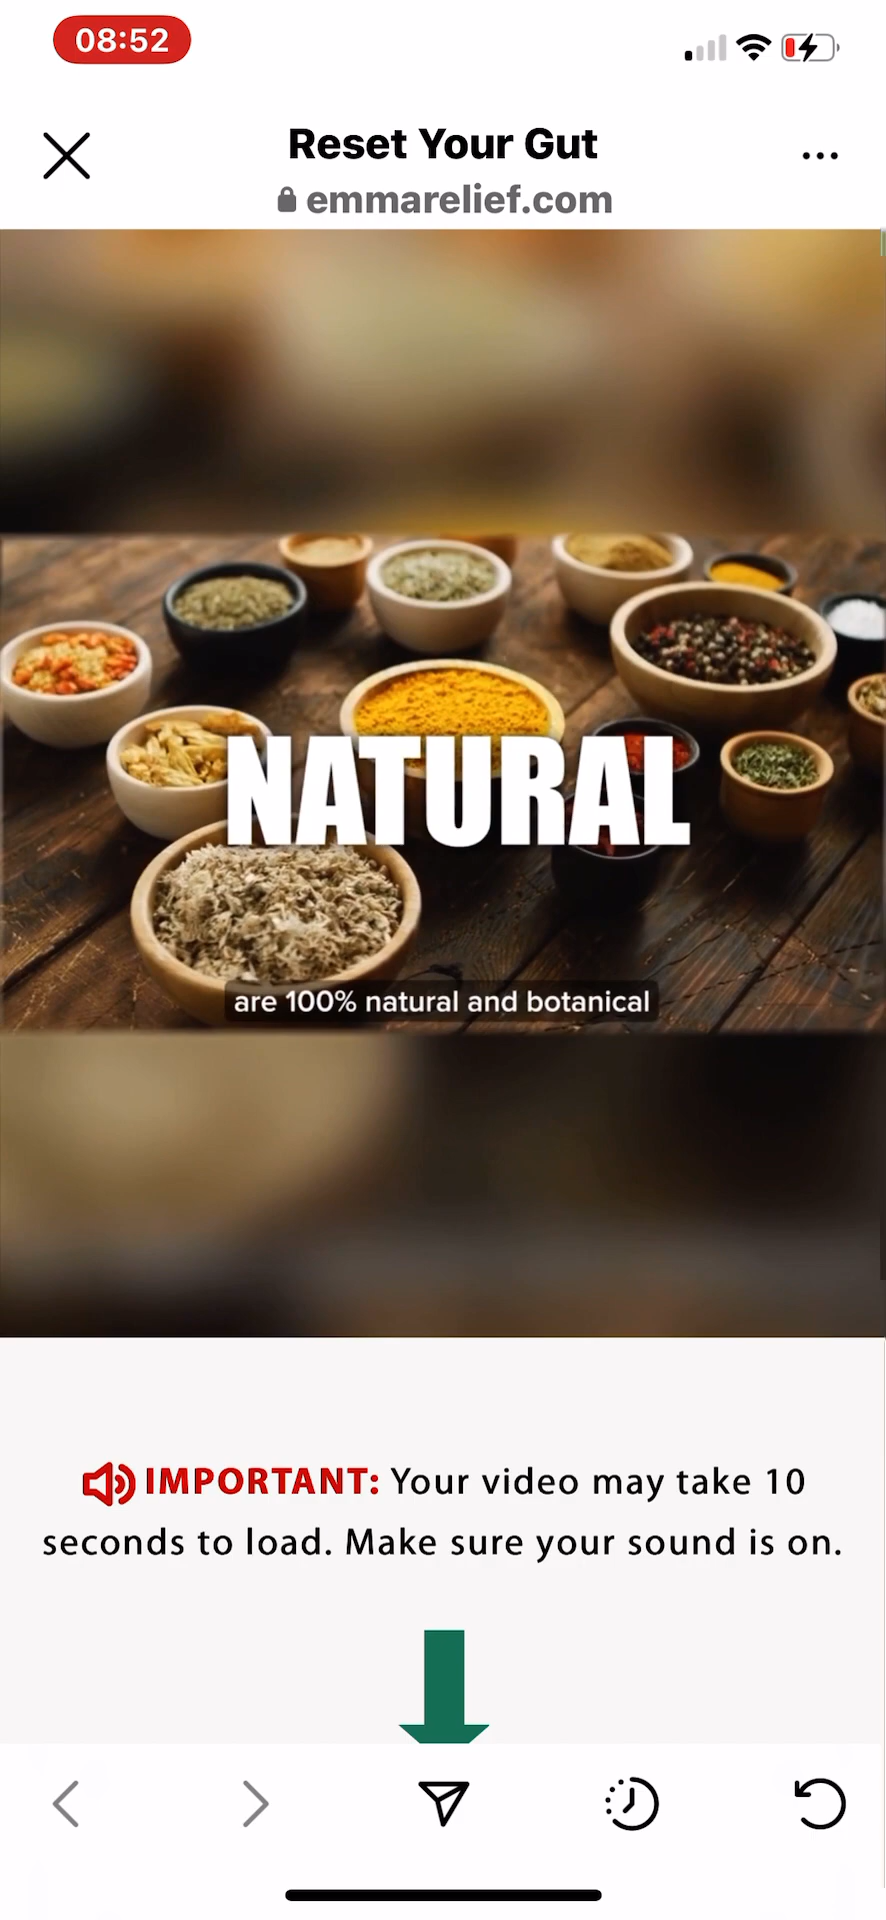 08:52
Reset Your Gut
emmarelief.com
NATURAL
are 100% natural and botanical
IMPORTANT: Your video may take 10
seconds to load. Make sure your sound is on.